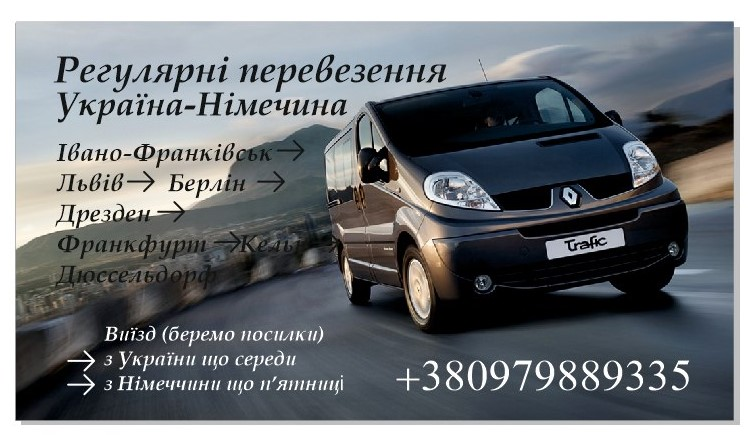 Регулярні перевезення
Україна-Німечина
Івано-Франківськ→
Львів→ Берлін →
Дрезден→
Франкфурт →Кельн →
Дюссельдорф
Trafic
Виїзд (беремо посилки)
→ з України що середи
→ з Німеччини що п'ятниці
+380979889335